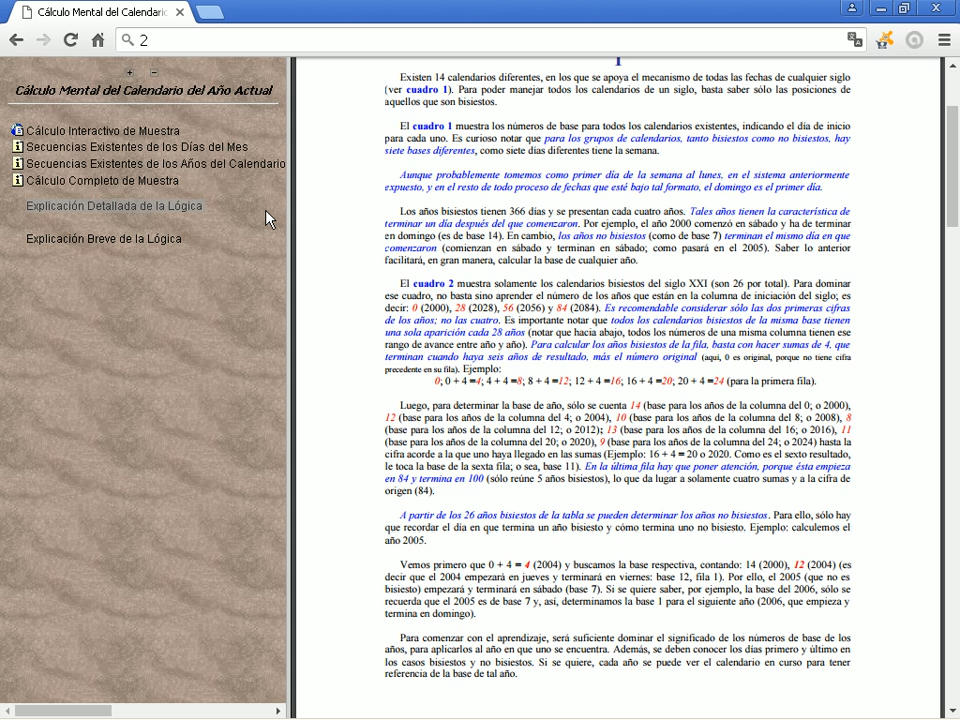 Cálculo Mental del Calendario
2
+ −
Cálculo Mental del Calendario del Año Actual
Cálculo Interactivo de Muestra
Secuencias Existentes de los Días del Mes
Secuencias Existentes de los Años del Calendario
Cálculo Completo de Muestra
Explicación Detallada de la Lógica
Explicación Breve de la Lógica
Existen 14 calendarios diferentes, en los que se apoya el mecanismo de todas las fechas de cualquier siglo
(ver cuadro 1). Para poder manejar todos los calendarios de un siglo, basta saber sólo las posiciones de
aquellos que son bisiestos.
El cuadro 1 muestra los números de base para todos los calendarios existentes, indicando el día de inicio
para cada uno. Es curioso notar que para los grupos de calendarios, tanto bisiestos como no bisiestos, hay
siete bases diferentes, como siete días diferentes tiene la semana.
Aunque probablemente tomemos como primer día de la semana al lunes, en el sistema anteriormente
expuesto, y en el resto de todo proceso de fechas que esté bajo tal formato, el domingo es el primer día.
Los años bisiestos tienen 366 días y se presentan cada cuatro años. Tales años tienen la característica de
terminar un día después del que comenzaron. Por ejemplo, el año 2000 comenzó en sábado y ha de terminar
en domingo (es de base 14). En cambio, los años no bisiestos (como de base 7) terminan el mismo día en que
comenzaron (comienzan en sábado y terminan en sábado; como pasará en el 2005). Saber lo anterior
facilitará, en gran manera, calcular la base de cualquier año.
El cuadro 2 muestra solamente los calendarios bisiestos del siglo XXI (son 26 por total). Para dominar
ese cuadro, no basta sino aprender el número de los años que están en la columna de iniciación del siglo; es
decir: 0 (2000), 28 (2028), 56 (2056) y 84 (2084). Es recomendable considerar sólo las dos primeras cifras
de los años; no las cuatro. Es importante notar que todos los calendarios bisiestos de la misma base tienen
una sola aparición cada 28 años (notar que hacia abajo, todos los números de una misma columna tienen ese
rango de avance entre año y año). Para calcular los años bisiestos de la fila, basta con hacer sumas de 4, que
terminan cuando haya seis años de resultado, más el número original (aquí, 0 es original, porque no tiene cifra
precedente en su fila). Ejemplo:
0; 0 + 4 =4; 4 + 4 =8; 8 + 4 =12; 12 + 4 =16; 16 + 4 =20; 20 + 4 =24 (para la primera fila).
Luego, para determinar la base de año, sólo se cuenta 14 (base para los años de la columna del 0; o 2000),
12 (base para los años de la columna del 4; o 2004), 10 (base para los años de la columna del 8; o 2008), 8
(base para los años de la columna del 12; o 2012); 13 (base para los años de la columna del 16; o 2016), 11
(base para los años de la columna del 20; o 2020), 9 (base para los años de la columna del 24; o 2024) hasta la
cifra acorde a la que uno haya llegado en las sumas (Ejemplo: 16 + 4 = 20 o 2020. Como es el sexto resultado,
le toca la base de la sexta fila; o sea, base 11). En la última fila hay que poner atención, porque ésta empieza
en 84 y termina en 100 (sólo reúne 5 años bisiestos), lo que da lugar a solamente cuatro sumas y a la cifra de
origen (84).
A partir de los 26 años bisiestos de la tabla se pueden determinar los años no bisiestos. Para ello, sólo hay
que recordar el día en que termina un año bisiesto y cómo termina uno no bisiesto. Ejemplo: calculemos el
año 2005.
Vemos primero que 0 + 4 = 4 (2004) y buscamos la base respectiva, contando: 14 (2000), 12 (2004) (es
decir que el 2004 empezará en jueves y terminará en viernes: base 12, fila 1). Por ello, el 2005 (que no es
bisiesto) empezará y terminará en sábado (base 7). Si se quiere saber, por ejemplo, la base del 2006, sólo se
recuerda que el 2005 es de base 7 y, así, determinamos la base 1 para el siguiente año (2006, que empieza y
termina en domingo).
Para comenzar con el aprendizaje, será suficiente dominar el significado de los números de base de los
años, para aplicarlos al año en que uno se encuentra. Además, se deben conocer los días primero y último en
los casos bisiestos y no bisiestos. Si se quiere, cada año se puede ver el calendario en curso para tener
referencia de la base de tal año.